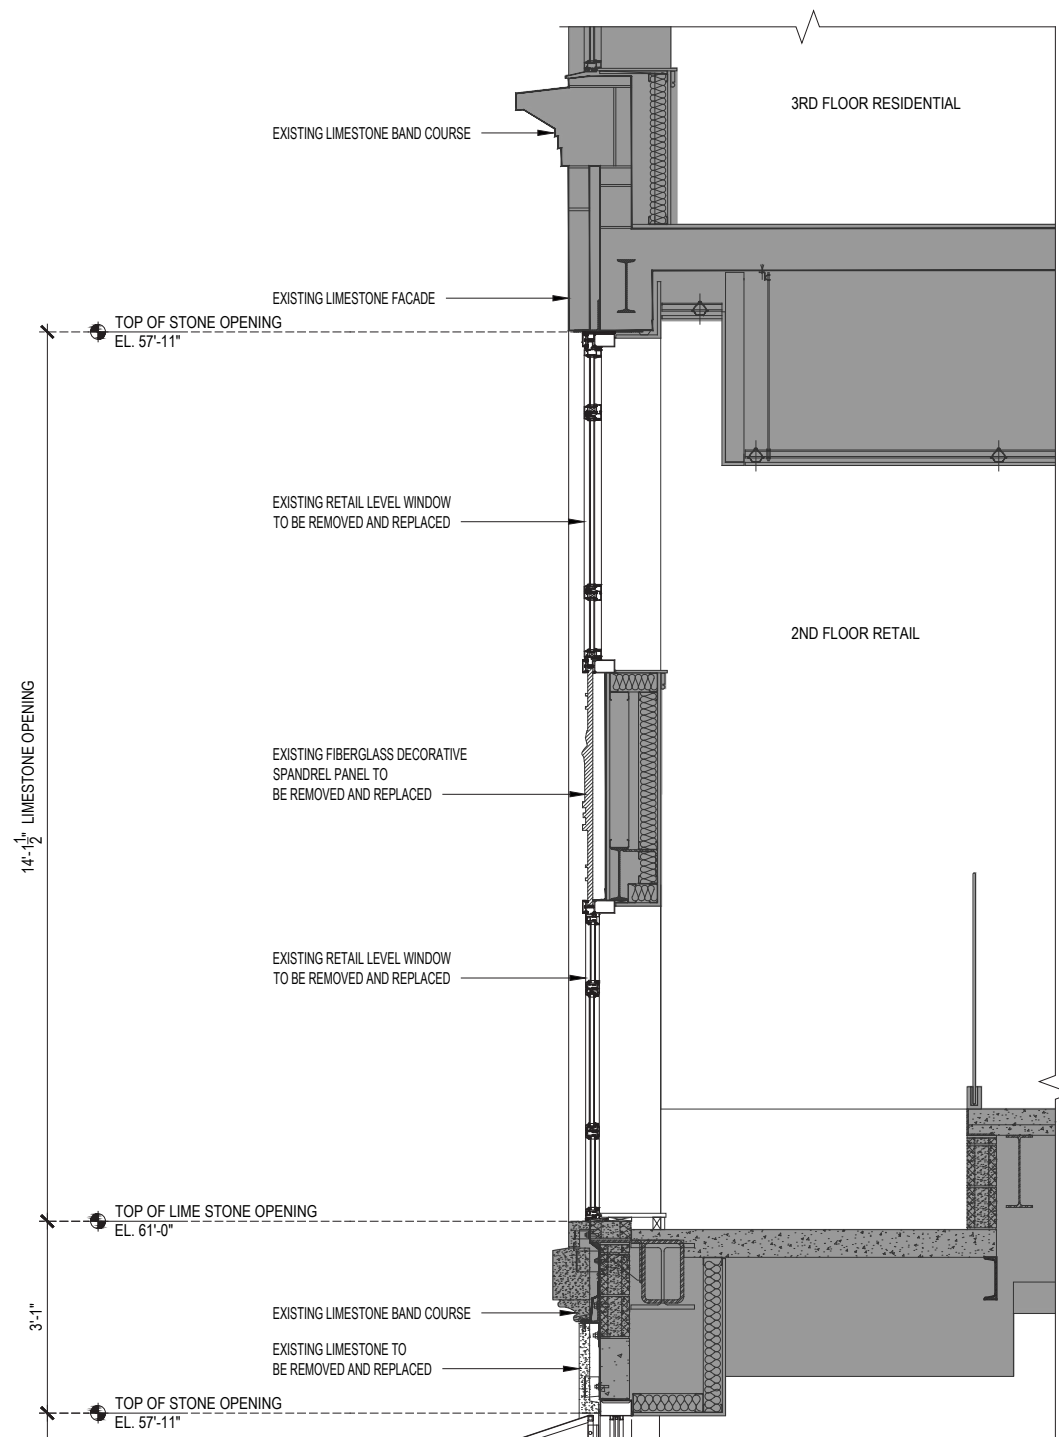 3RD FLOOR RESIDENTIAL
EXISTING LIMESTONE BAND COURSE
EXISTING LIMESTONE FACADE
TOP OF STONE OPENING
EL. 57'-11"
EXISTING RETAIL LEVEL WINDOW
TO BE REMOVED AND REPLACED
2ND FLOOR RETAIL
14'-1 1/2" LIMESTONE OPENING
EXISTING FIBERGLASS DECORATIVE
SPANDREL PANEL TO
BE REMOVED AND REPLACED
EXISTING RETAIL LEVEL WINDOW
TO BE REMOVED AND REPLACED
TOP OF LIME STONE OPENING
EL. 61'-0"
3'-1"
EXISTING LIMESTONE BAND COURSE
EXISTING LIMESTONE TO
BE REMOVED AND REPLACED
TOP OF STONE OPENING
EL. 57'-11"